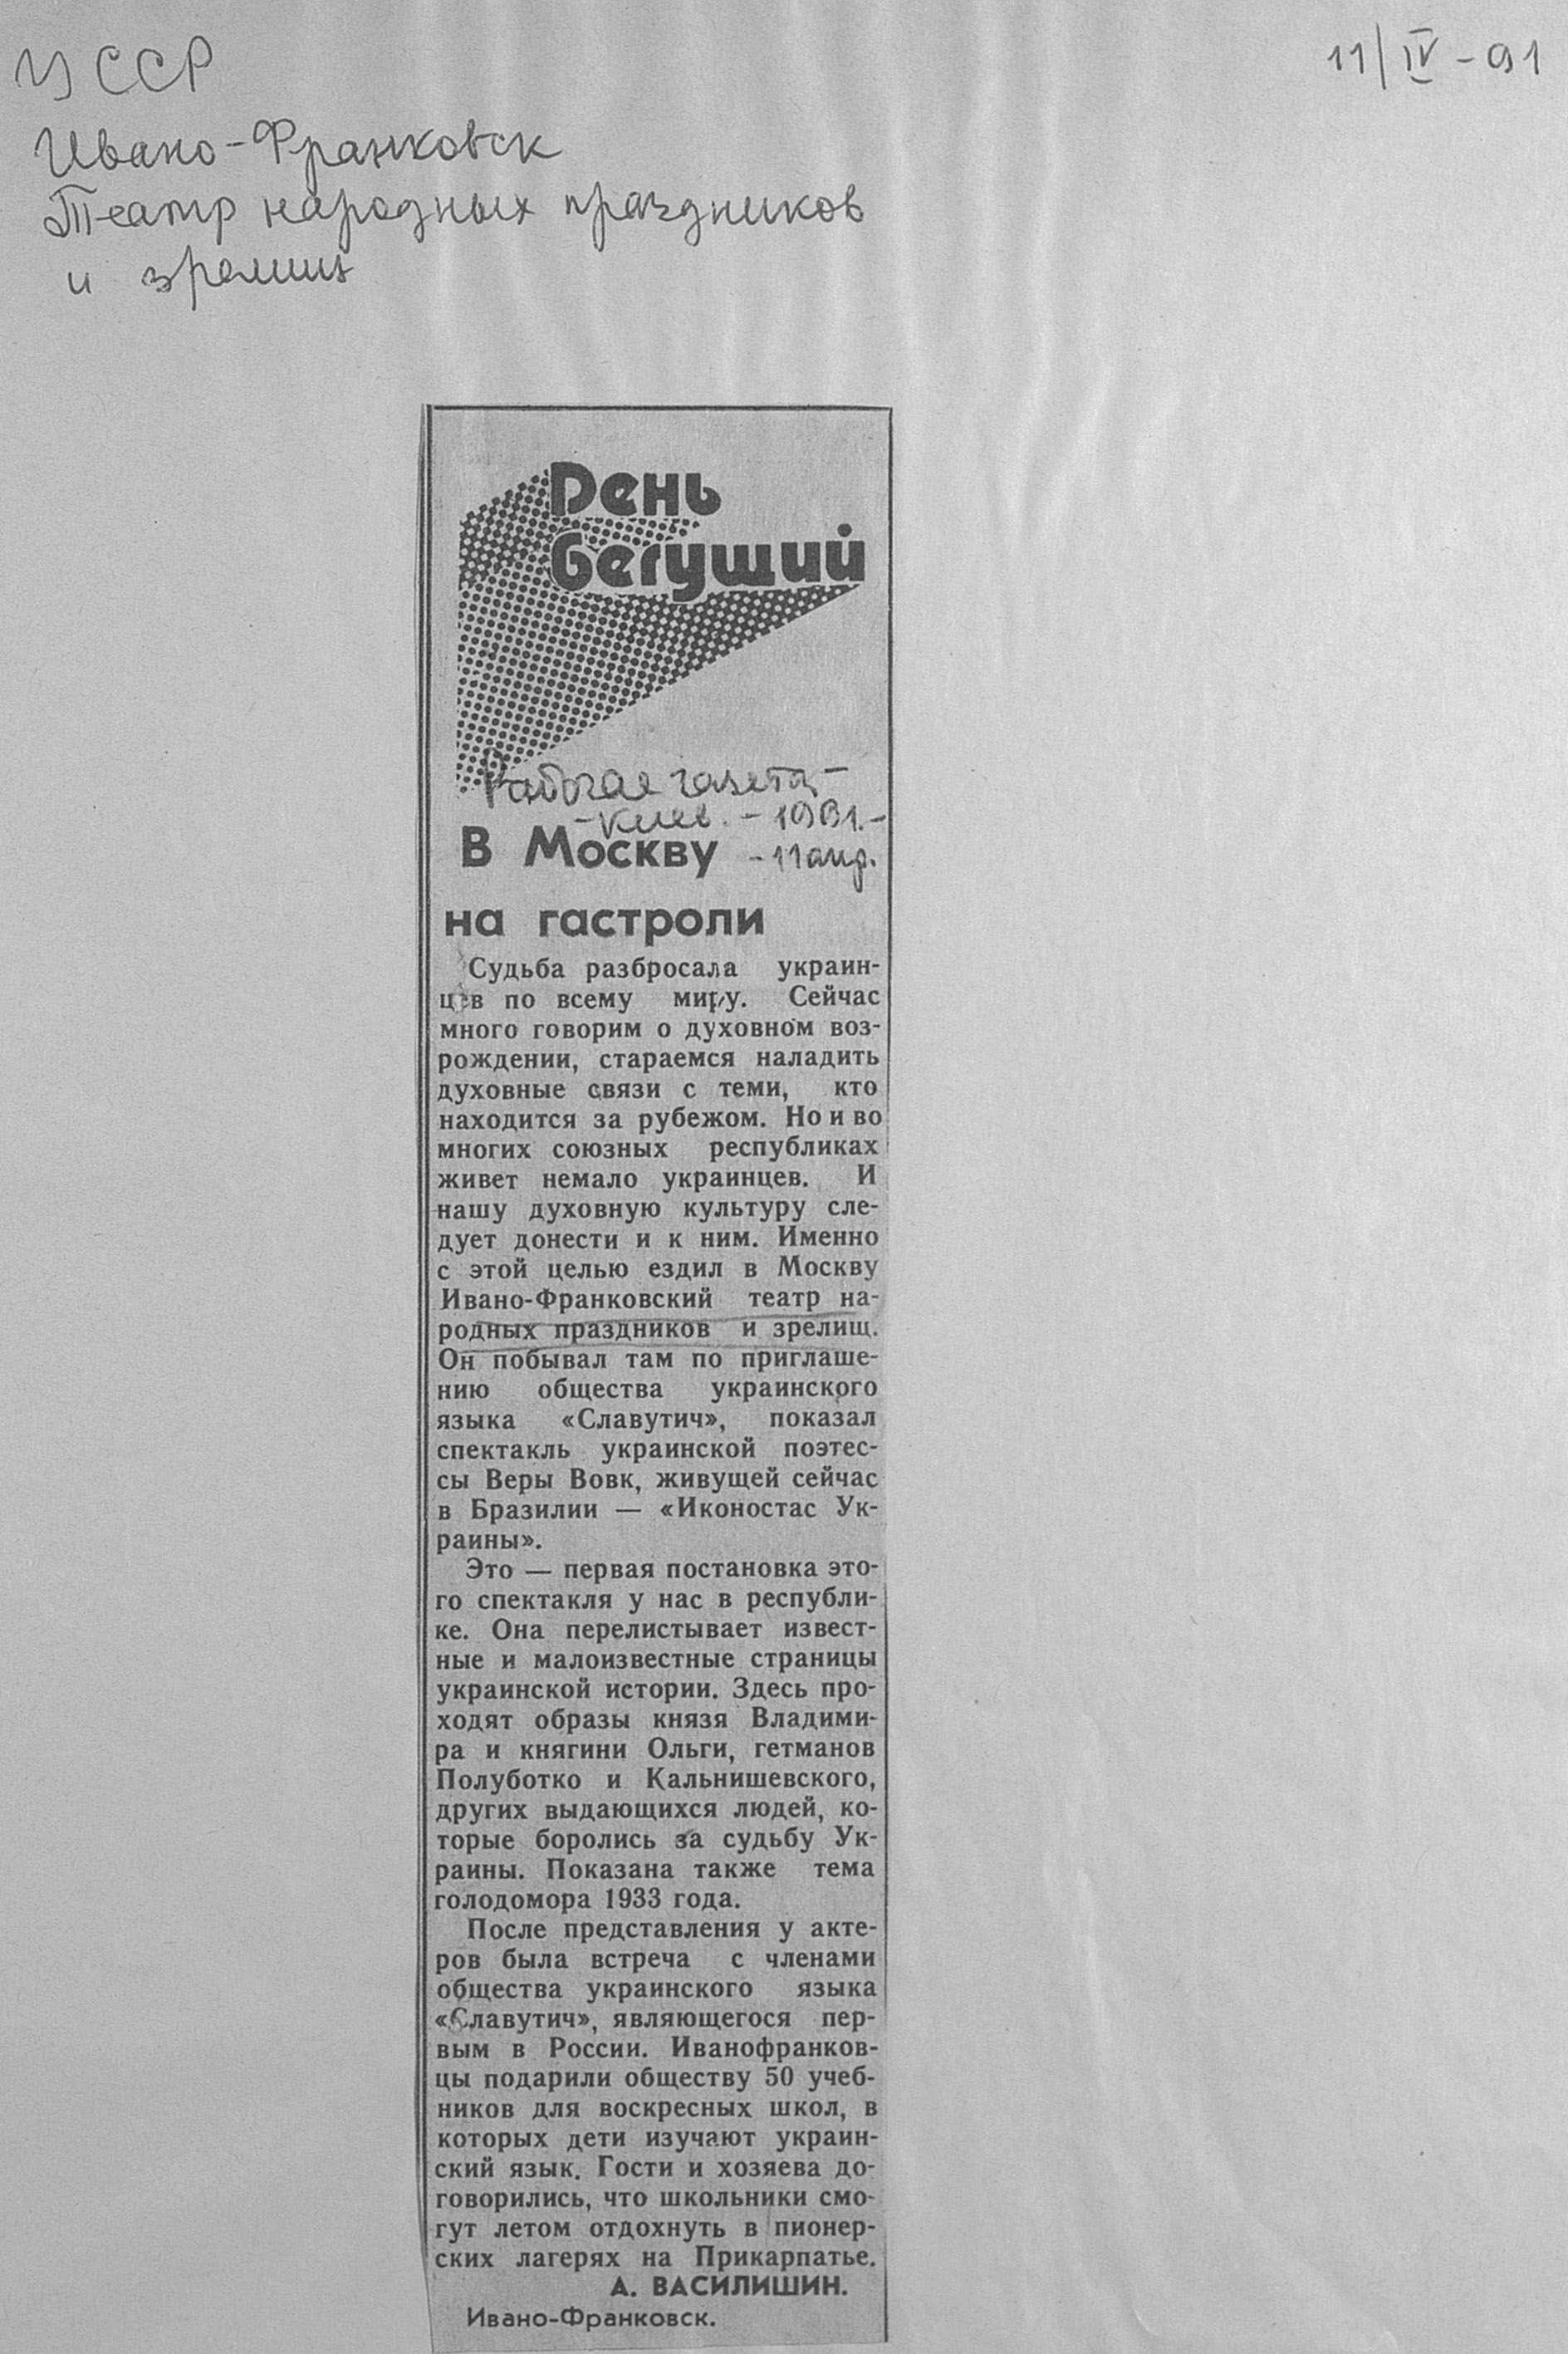 УССР
11/IV-91
Ивано-Франковск
Театр народных праздников
и зрелищ
День
бегущий
Рабочая газета -
- Киев. - 1991. -
- 11 апр.
В Москву
на гастроли
Судьба разбросала украин-
цев по всему миру. Сейчас
много говорим о духовном воз-
рождении, стараемся наладить
духовные связи с теми, кто
находится за рубежом. Но и во
многих союзных республиках
живет немало украинцев. И
нашу духовную культуру сле-
дует донести и к ним. Именно
с этой целью ездил в Москву
Ивано-Франковский театр на-
родных праздников и зрелищ.
Он побывал там по приглаше-
нию общества украинского
языка «Славутич», показал
спектакль украинской поэтес-
сы Веры Вовк, живущей сейчас
в Бразилии — «Иконостас Ук-
раины».
Это — первая постановка это-
го спектакля у нас в республи-
ке. Она перелистывает извест-
ные и малоизвестные страницы
украинской истории. Здесь про-
ходят образы князя Владими-
ра и княгини Ольги, гетманов
Полуботко и Кальнишевского,
других выдающихся людей, ко-
торые боролись за судьбу Ук-
раины. Показана также тема
голодомора 1933 года.
После представления у акте-
ров была встреча с членами
общества украинского языка
«Славутич», являющегося пер-
вым в России. Иванофранков-
цы подарили обществу 50 учеб-
ников для воскресных школ, в
которых дети изучают украин-
ский язык. Гости и хозяева до-
говорились, что школьники смо-
гут летом отдохнуть в пионер-
ских лагерях на Прикарпатье.
А. ВАСИЛИШИН.
Ивано-Франковск.